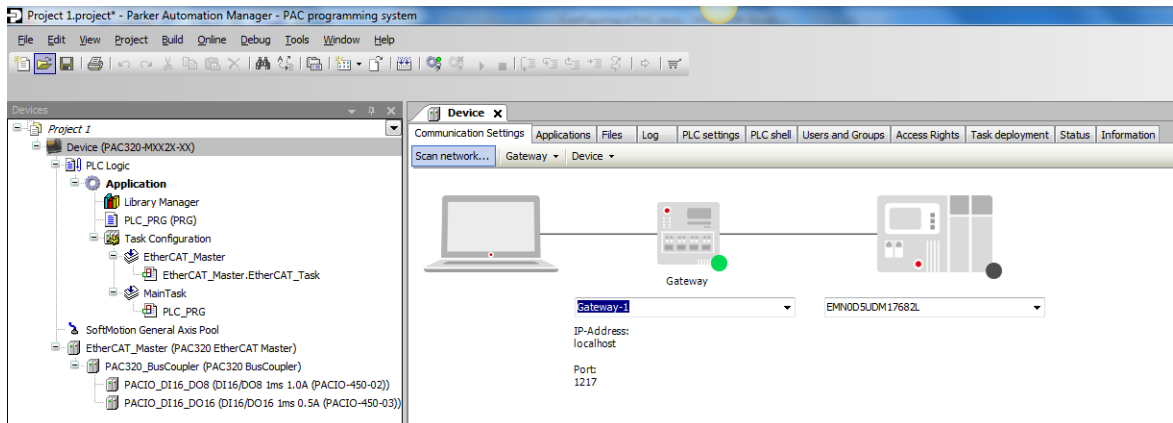 Project 1.project* - Parker Automation Manager - PAC programming system
File Edit View Project Build Online Debug Tools Window Help
Devices
Project 1
Device (PAC320-MXX2X-XX)
PLC Logic
Application
Library Manager
PLC_PRG (PRG)
Task Configuration
EtherCAT_Master
EtherCAT_Master.EtherCAT_Task
MainTask
PLC_PRG
SoftMotion General Axis Pool
EtherCAT_Master (PAC320 EtherCAT Master)
PAC320_BusCoupler (PAC320 BusCoupler)
PACIO_DI16_DO8 (DI16/DO8 1ms 1.0A (PACIO-450-02))
PACIO_DI16_DO16 (DI16/DO16 1ms 0.5A (PACIO-450-03))
Device X
Communication Settings Applications Files Log PLC settings PLC shell Users and Groups Access Rights Task deployment Status Information
Scan network... Gateway Device
Gateway
Gateway-1 EMN0D5UDM17682L
IP-Address:
localhost
Port:
1217